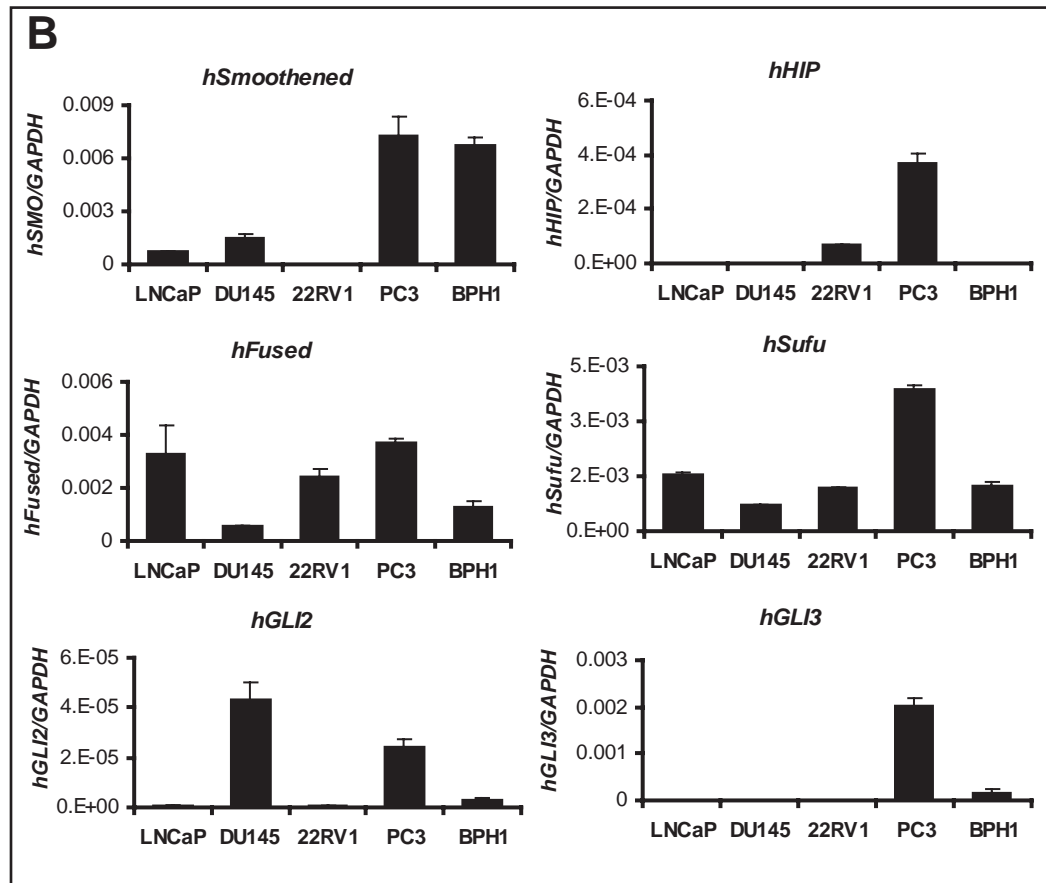 B
hSmoothened
hSMO/GAPDH
0.009
0.006
0.003
0
LNCaP DU145 22RV1 PC3 BPH1
hHIP
hHIP/GAPDH
6.E-04
4.E-04
2.E-04
0.E+00
LNCaP DU145 22RV1 PC3 BPH1
hFused
hFused/GAPDH
0.006
0.004
0.002
0
LNCaP DU145 22RV1 PC3 BPH1
hSufu
hSufu/GAPDH
5.E-03
3.E-03
2.E-03
0.E+00
LNCaP DU145 22RV1 PC3 BPH1
hGLI2
hGLI2/GAPDH
6.E-05
4.E-05
2.E-05
0.E+00
LNCaP DU145 22RV1 PC3 BPH1
hGLI3
hGLI3/GAPDH
0.003
0.002
0.001
0
LNCaP DU145 22RV1 PC3 BPH1